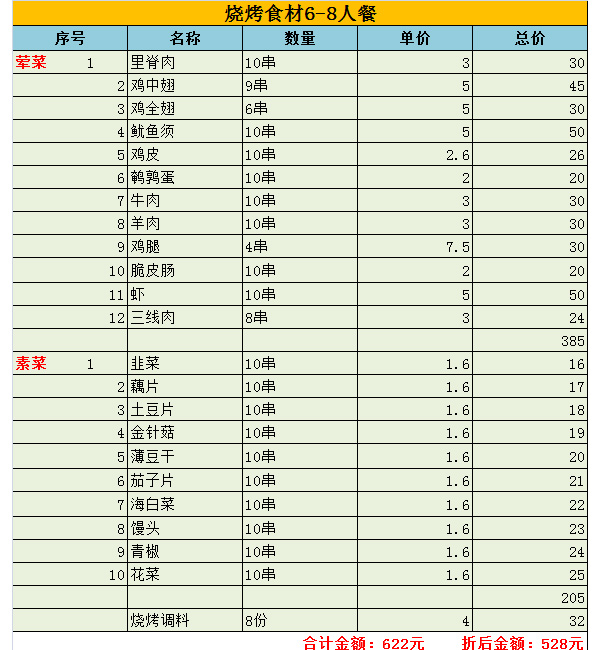 烧烤食材6-8人餐
序号 名称 数量 单价 总价
荤菜 1 里脊肉 10串 3 30
2 鸡中翅 9串 5 45
3 鸡全翅 6串 5 30
4 鱿鱼须 10串 5 50
5 鸡皮 10串 2.6 26
6 鹌鹑蛋 10串 2 20
7 牛肉 10串 3 30
8 羊肉 10串 3 30
9 鸡腿 4串 7.5 30
10 脆皮肠 10串 2 20
11 虾 10串 5 50
12 三线肉 8串 3 24
385
素菜 1 韭菜 10串 1.6 16
2 藕片 10串 1.6 17
3 土豆片 10串 1.6 18
4 金针菇 10串 1.6 19
5 薄豆干 10串 1.6 20
6 茄子片 10串 1.6 21
7 海白菜 10串 1.6 22
8 馒头 10串 1.6 23
9 青椒 10串 1.6 24
10 花菜 10串 1.6 25
205
烧烤调料 8份 4 32
合计金额：622元 折后金额：528元